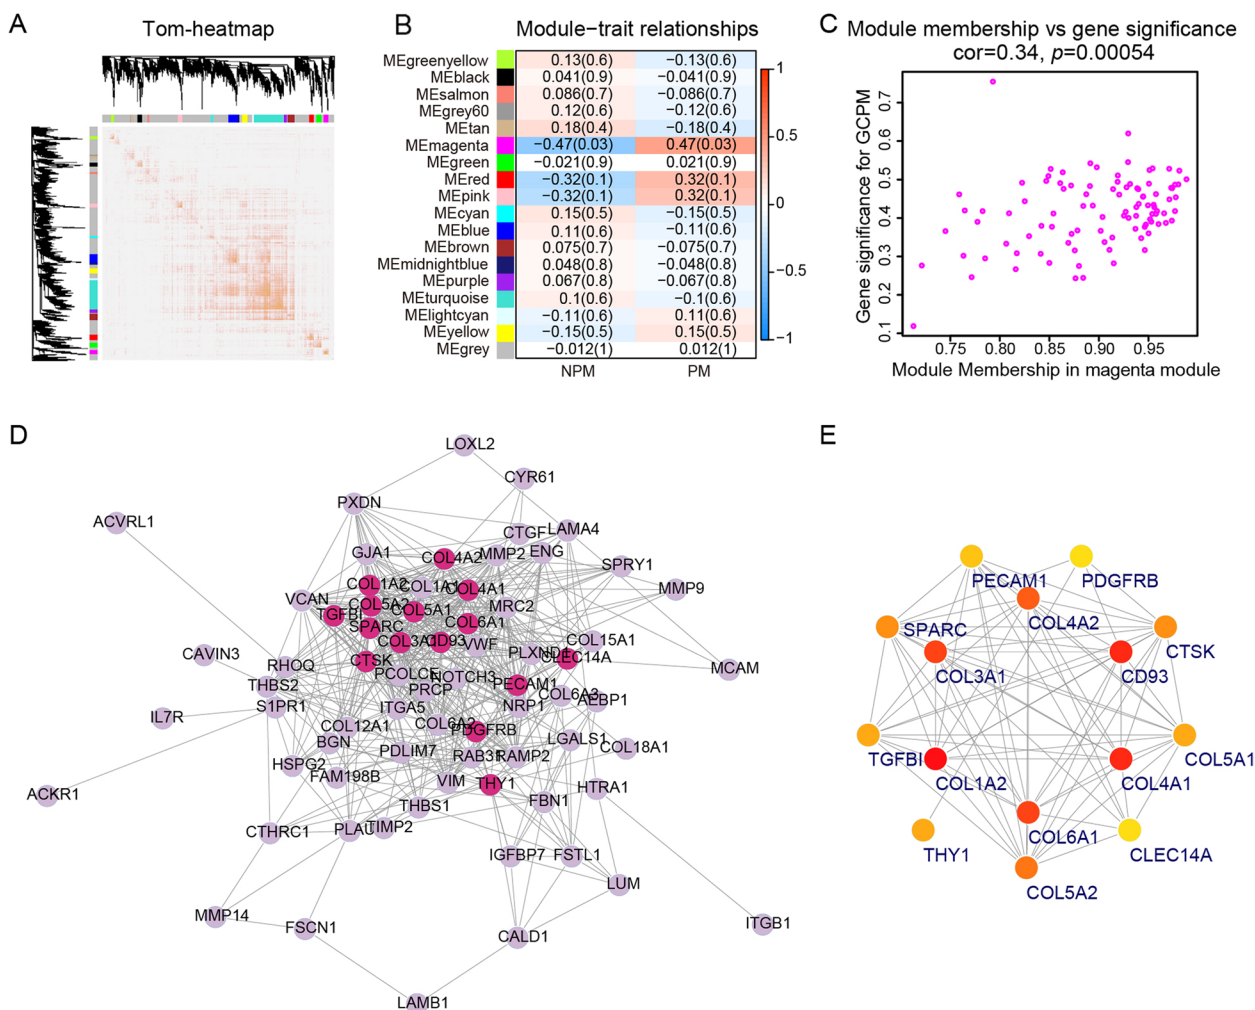 A
Tom-heatmap
B
Module−trait relationships
MEgreenyellow 0.13(0.6) −0.13(0.6)
MEblack 0.041(0.9) −0.041(0.9)
MEsalmon 0.086(0.7) −0.086(0.7)
MEgrey60 0.12(0.6) −0.12(0.6)
MEtan 0.18(0.4) −0.18(0.4)
MEmagenta −0.47(0.03) 0.47(0.03)
MEgreen −0.021(0.9) 0.021(0.9)
MEred −0.32(0.1) 0.32(0.1)
MEpink −0.32(0.1) 0.32(0.1)
MEcyan 0.15(0.5) −0.15(0.5)
MEblue 0.11(0.6) −0.11(0.6)
MEbrown 0.075(0.7) −0.075(0.7)
MEmidnightblue 0.048(0.8) −0.048(0.8)
MEpurple 0.067(0.8) −0.067(0.8)
MEturquoise 0.1(0.6) −0.1(0.6)
MElightcyan −0.11(0.6) 0.11(0.6)
MEyellow −0.15(0.5) 0.15(0.5)
MEgrey −0.012(1) 0.012(1)
NPM PM
1
0.5
0
−0.5
−1
C
Module membership vs gene significance
cor=0.34, p=0.00054
Gene significance for GCPM
0.7
0.6
0.5
0.4
0.3
0.2
0.1
0.75 0.80 0.85 0.90 0.95
Module Membership in magenta module
D
LOXL2
CYR61
PXDN
ACVRL1
CTGF
LAMA4
GJA1
COL4A2
MMP2
ENG
SPRY1
COL1A2
COL1A1
COL4A1
MMP9
VCAN
COL5A2
COL5A1
MRC2
TGFBI
SPARC
COL6A1
COL3A1
CD93
VWF
COL15A1
CAVIN3
RHOQ
CTSK
PLXND1
CLEC14A
MCAM
THBS2
PCOLCE
NOTCH3
PRCP
PECAM1
COL6A3
AEBP1
IL7R
S1PR1
ITGA5
NRP1
COL12A1
COL6A2
PDGFRB
BGN
PDLIM7
RAB31
RAMP2
LGALS1
COL18A1
HSPG2
FAM198B
VIM
THY1
HTRA1
ACKR1
THBS1
FBN1
CTHRC1
PLAU
TIMP2
IGFBP7
FSTL1
LUM
MMP14
FSCN1
CALD1
ITGB1
LAMB1
E
PECAM1
PDGFRB
COL4A2
SPARC
CTSK
COL3A1
CD93
TGFBI
COL5A1
COL1A2
COL4A1
COL6A1
THY1
CLEC14A
COL5A2